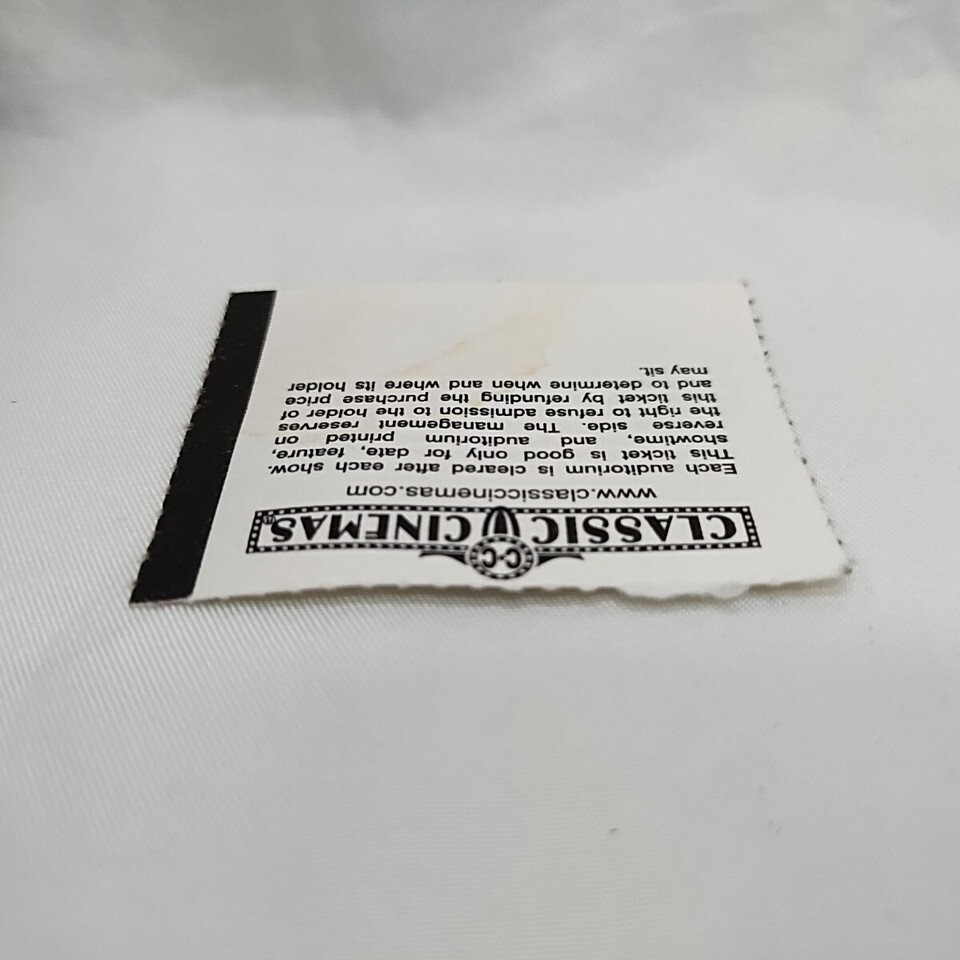 C·C
CLASSIC CINEMAS
www.classiccinemas.com
Each auditorium is cleared after each show.
This ticket is good only for date, feature,
showtime, and auditorium printed on
reverse side. The management reserves
the right to refuse admission to the holder of
this ticket by refunding the purchase price
and to determine when and where its holder
may sit.